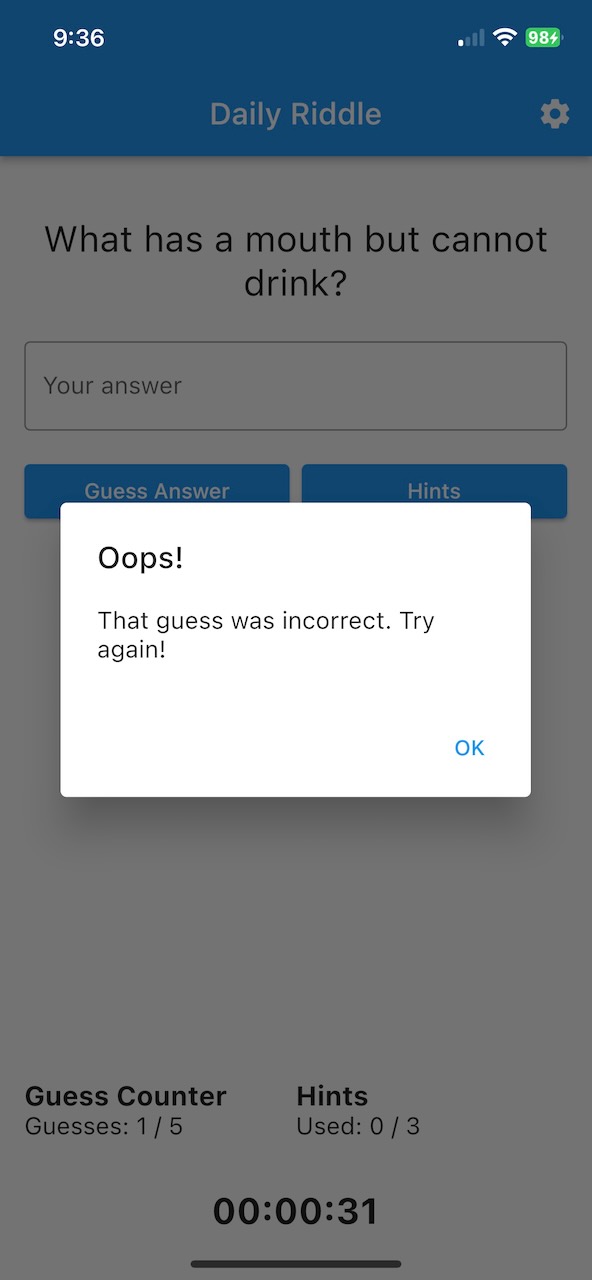 9:36
98
Daily Riddle
What has a mouth but cannot
drink?
Your answer
Guess Answer
Hints
Oops!
That guess was incorrect. Try
again!
OK
Guess Counter
Hints
Guesses: 1 / 5
Used: 0 / 3
00:00:31